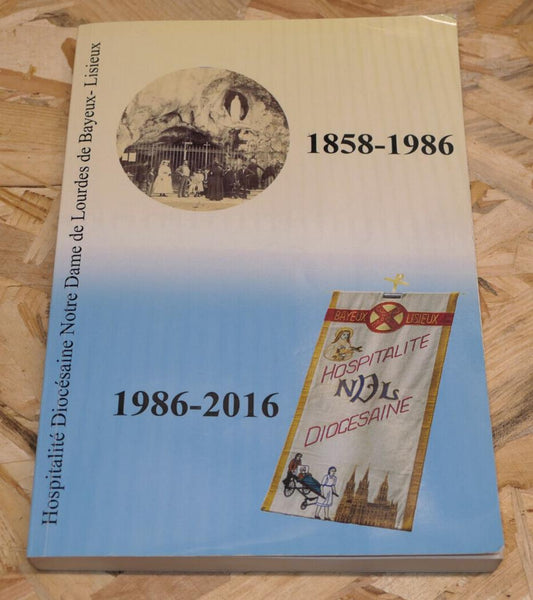 Hospitalité Diocésaine Notre Dame de Lourdes de Bayeux- Lisieux
1858-1986
1986-2016
BAYEUX LISIEUX
HOSPITALITE
NDL
DIOCESAINE